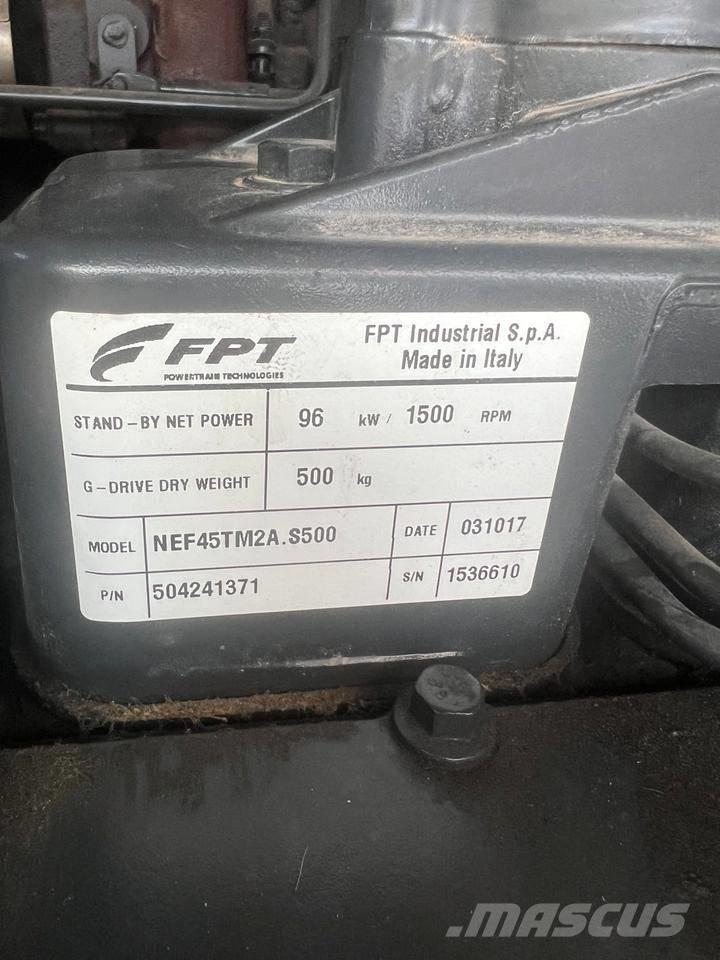 FPT
POWERTRAIN TECHNOLOGIES
FPT Industrial S.p.A.
Made in Italy
STAND-BY NET POWER 96 kW/ 1500 RPM
G-DRIVE DRY WEIGHT 500 kg
MODEL NEF45TM2A.S500 DATE 031017
P/N 504241371 S/N 1536610
MASCUS